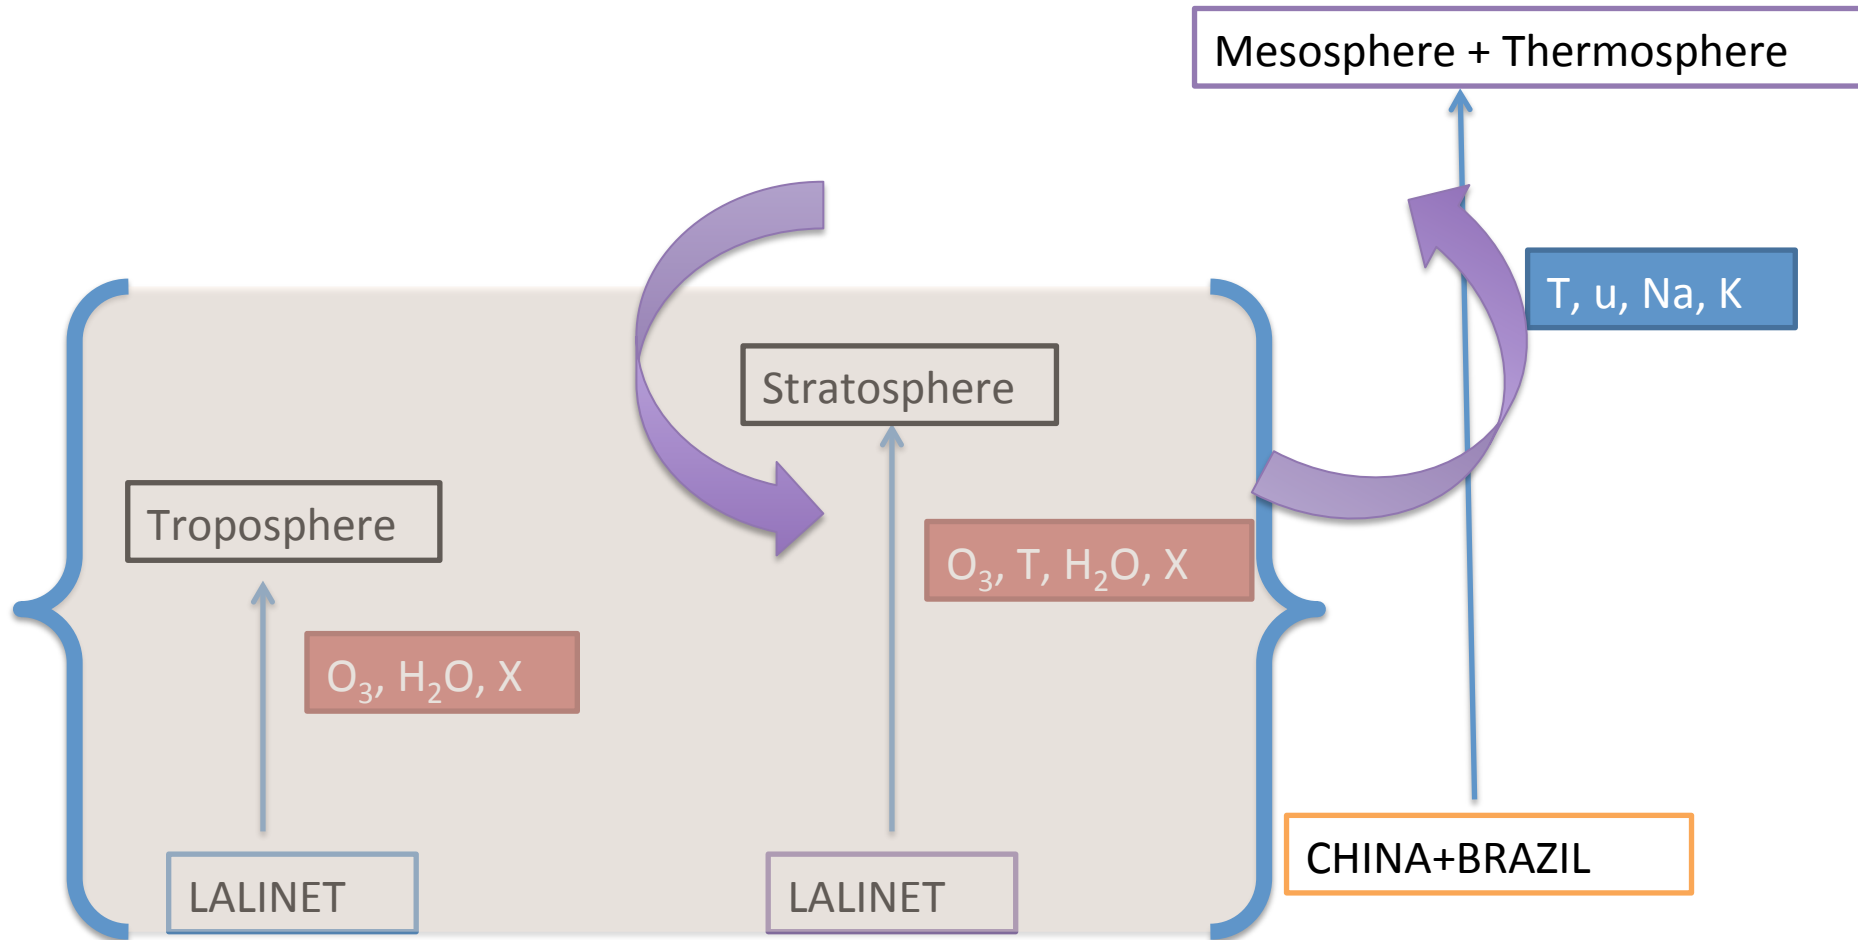 Mesosphere + Thermosphere
T, u, Na, K
Stratosphere
Troposphere
O₃, T, H₂O, X
O₃, H₂O, X
CHINA+BRAZIL
LALINET
LALINET